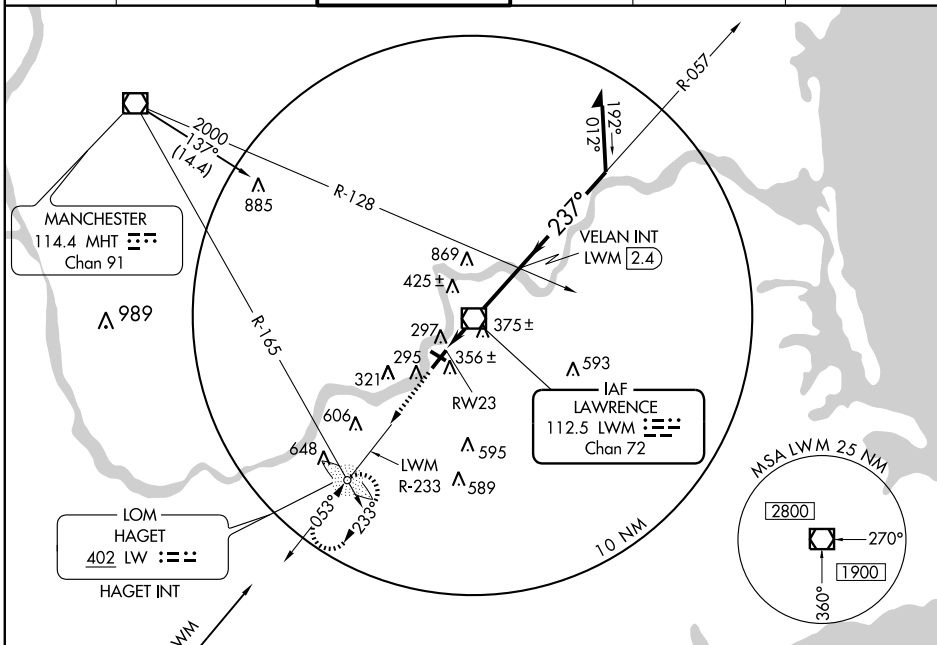 R-057
192°
012°
2000
137°
(14.4)
R-128
237°
885
MANCHESTER
114.4 MHT
Chan 91
VELAN INT
LWM 2.4
869
425 ±
989
R-165
297
375 ±
295
356 ±
321
593
RW23
IAF
LAWRENCE
112.5 LWM
Chan 72
606
648
595
589
LWM
R-233
LOM
HAGET
402 LW
HAGET INT
053°
233°
10 NM
MSA LWM 25 NM
2800
270°
1900
360°
WM